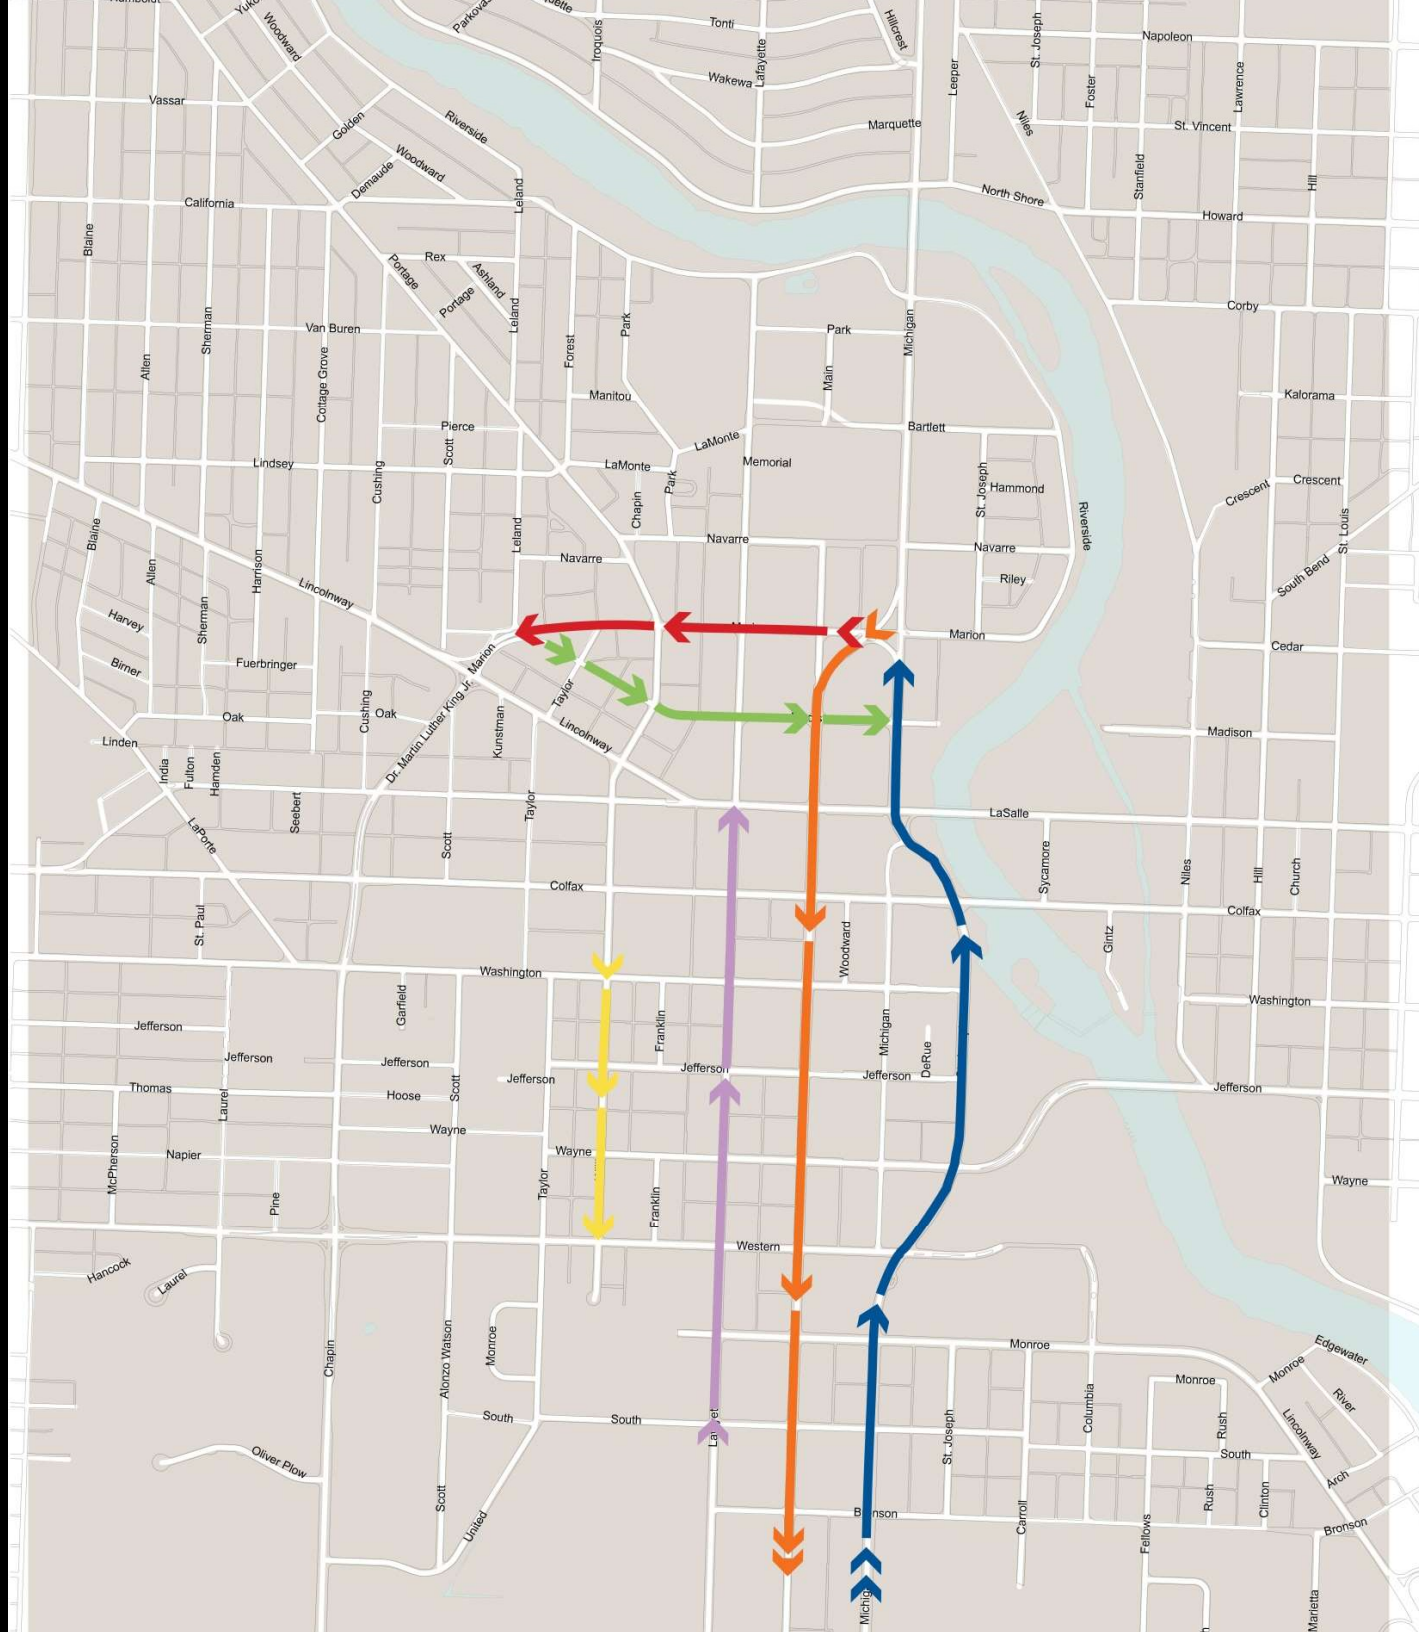 Tonti
Napoleon
Hillcrest
St. Joseph
Woodward
Iroquois
Lafayette
Wakewa
Leeper
Foster
Lawrence
Vassar
Golden
Riverside
Marquette
Niles
St. Vincent
Woodward
Demaude
Stanfield
Hill
California
Leland
North Shore
Howard
Blaine
Rex
Portage
Ashland
Portage
Leland
Corby
Sherman
Van Buren
Park
Park
Michigan
Forest
Allen
Cottage Grove
Main
Manitou
Kalorama
Pierce
Scott
LaMonte
Bartlett
Lindsey
Cushing
LaMonte
Park
Memorial
St. Joseph
Hammond
Crescent
Crescent
Chapin
Riverside
St. Louis
Blaine
Leland
Navarre
Navarre
Navarre
Harrison
Allen
Lincolnway
Riley
South Bend
Harvey
Sherman
Marion
Cedar
Birner
Fuerbringer
Marion
Taylor
Dr. Martin Luther King Jr.
Oak
Cushing
Oak
Kunstman
Lincolnway
Madison
Linden
India
Fulton
Hamden
Seebert
Taylor
LaSalle
LaPorte
Scott
Sycamore
Niles
Hill
Church
Colfax
Colfax
St. Paul
Woodward
Gintz
Washington
Washington
Garfield
Franklin
Michigan
Jefferson
DeRue
Jefferson
Jefferson
Jefferson
Jefferson
Jefferson
Jefferson
Thomas
Laurel
Hoose
Scott
Wayne
Napier
McPherson
Wayne
Taylor
Franklin
Pine
Wayne
Western
Hancock
Laurel
Monroe
Chapin
Alonzo Watson
Monroe
Edgewater
Monroe
Monroe
River
Columbia
South
South
St. Joseph
Rush
Lincolnway
South
Oliver Plow
Arch
Scott
United
Rush
Clinton
Carroll
Fellows
Bronson
Marietta